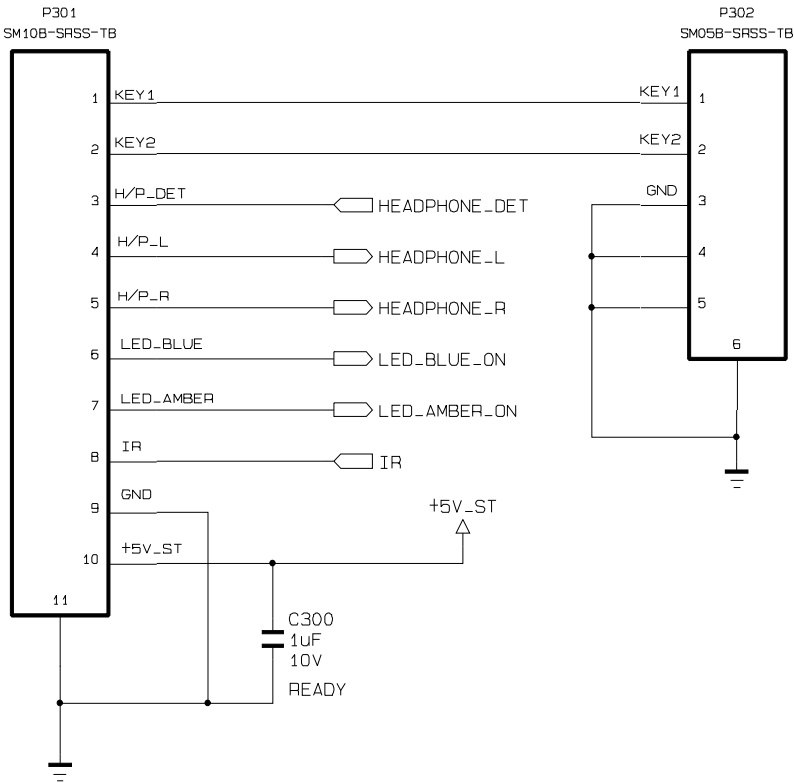 P301
SM10B-SRSS-TB
P302
SM05B-SRSS-TB
1 KEY1
KEY1 1
2 KEY2
KEY2 2
3 H/P_DET
HEADPHONE_DET
GND 3
4 H/P_L
HEADPHONE_L
4
5 H/P_R
HEADPHONE_R
5
6 LED_BLUE
LED_BLUE_ON
6
7 LED_AMBER
LED_AMBER_ON
8 IR
IR
9 GND
+5V_ST
10 +5V_ST
11
C300
1uF
10V
READY